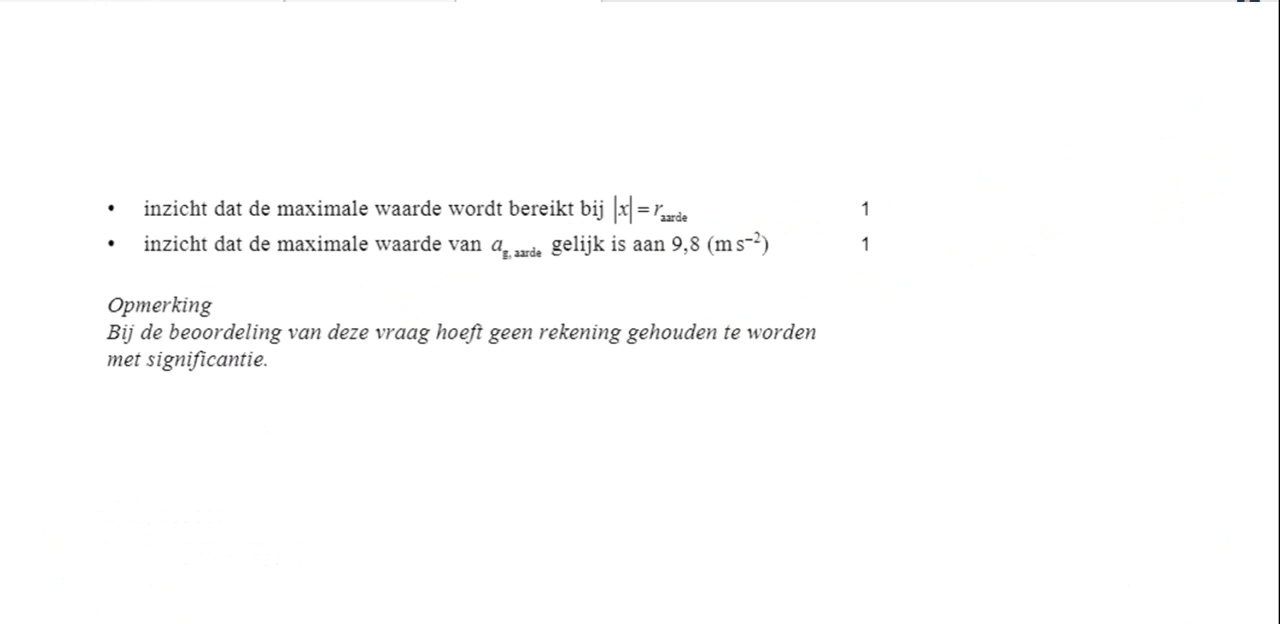 • inzicht dat de maximale waarde wordt bereikt bij |x| = r_aarde 1
• inzicht dat de maximale waarde van a_g, aarde gelijk is aan 9,8 (m s⁻²) 1
Opmerking
Bij de beoordeling van deze vraag hoeft geen rekening gehouden te worden
met significantie.